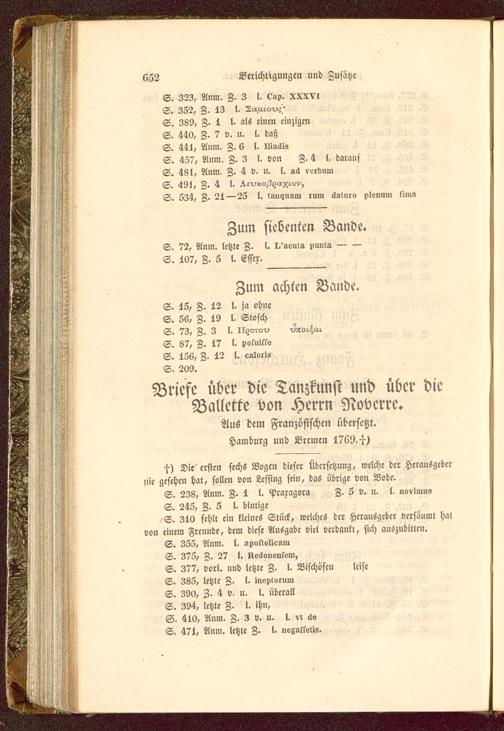 652 Berichtigungen und Zusätze
S. 323, Anm. Z. 3 l. Cap. XXXVI
S. 352, Z. 13 l. Σαμιους'
S. 389, Z. 1 l. als einen einzigen
S. 440, Z. 7 v. u. l. daß
S. 441, Anm. Z. 6 l. Iliadis
S. 457, Anm. Z. 3 l. von Z. 4 l. darauf
S. 481, Anm. Z. 4 v. u. l. ad verbum
S. 491, Z. 4 l. Λευκοβραχιων,
S. 534, Z. 21—25 l. tanquam rum daturo plenum sima
Zum siebenten Bande.
S. 72, Anm. letzte Z. l. L'acuta punta — —
S. 107, Z. 5 l. Essex.
Zum achten Bande.
S. 15, Z. 12 l. ja ohne
S. 56, Z. 19 l. Stosch
S. 73, Z. 3 l. Πρωτου ὑποιξαι
S. 87, Z. 17 l. posuisse
S. 156, Z. 12 l. caloris
S. 209.
Briefe über die Tanzkunst und über die
Ballette von Herrn Noverre.
Aus dem Französischen übersetzt.
Hamburg und Bremen 1769.†)
†) Die ersten sechs Bogen dieser Übersetzung, welche der Herausgeber
nie gesehen hat, sollen von Lessing sein, das übrige von Bode.
S. 238, Anm. Z. 1 l. Praxagora Z. 5 v. u. l. novimus
S. 245, Z. 5 l. blutige
S. 310 fehlt ein kleines Stück, welches der Herausgeber versäumt hat
von einem Freunde, dem diese Ausgabe viel verdankt, sich auszubitten.
S. 355, Anm. l. apostolicam
S. 375, Z. 27 l. Redonensem,
S. 377, vorl. und letzte Z. l. Bischöfen leise
S. 385, letzte Z. l. ineptorum
S. 390, Z. 4 v. u. l. überall
S. 394, letzte Z. l. ihn,
S. 410, Anm. Z. 3 v. u. l. vt de
S. 471, Anm. letzte Z. l. negassetis.